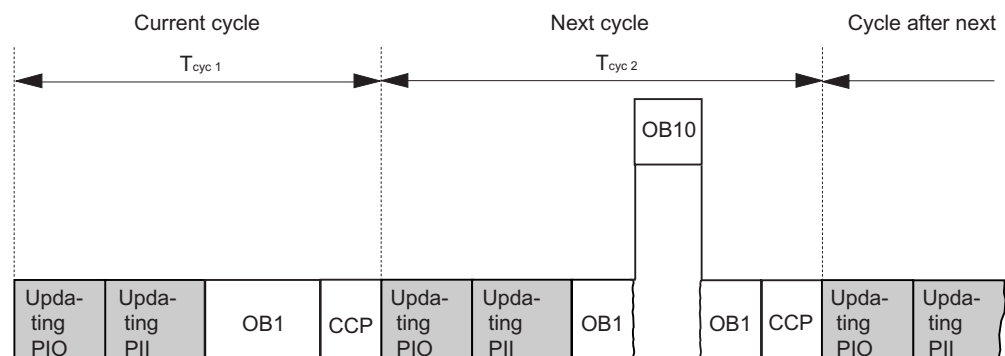 Current cycle
Next cycle
Cycle after next
Tcyc 1
Tcyc 2
OB10
Upda-
ting
PIO
Upda-
ting
PII
OB1
CCP
Upda-
ting
PIO
Upda-
ting
PII
OB1
OB1
CCP
Upda-
ting
PIO
Upda-
ting
PII